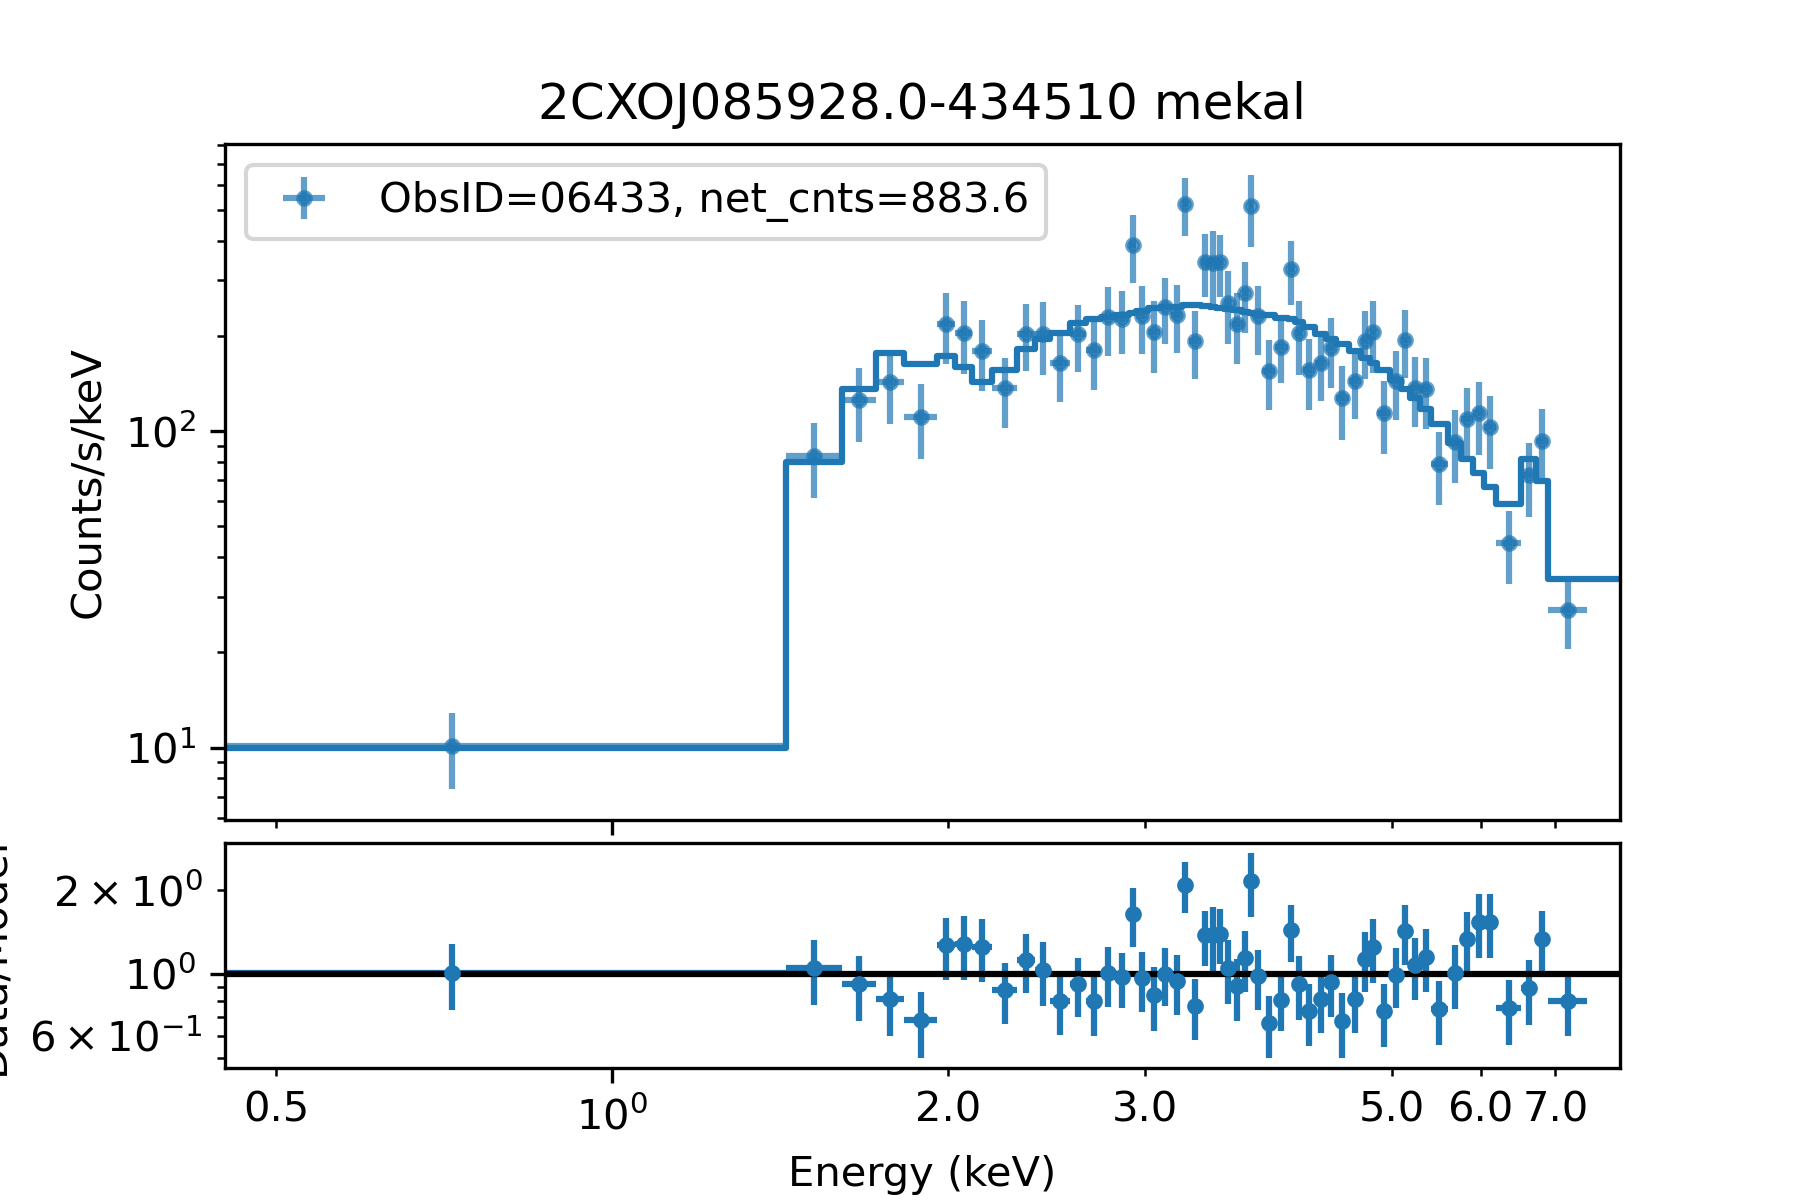 2CXOJ085928.0-434510 mekal
ObsID=06433, net_cnts=883.6
Counts/s/keV
10²
10¹
2 × 10⁰
10⁰
6 × 10⁻¹
0.5
10⁰
2.0
3.0
5.0
6.0
7.0
Energy (keV)